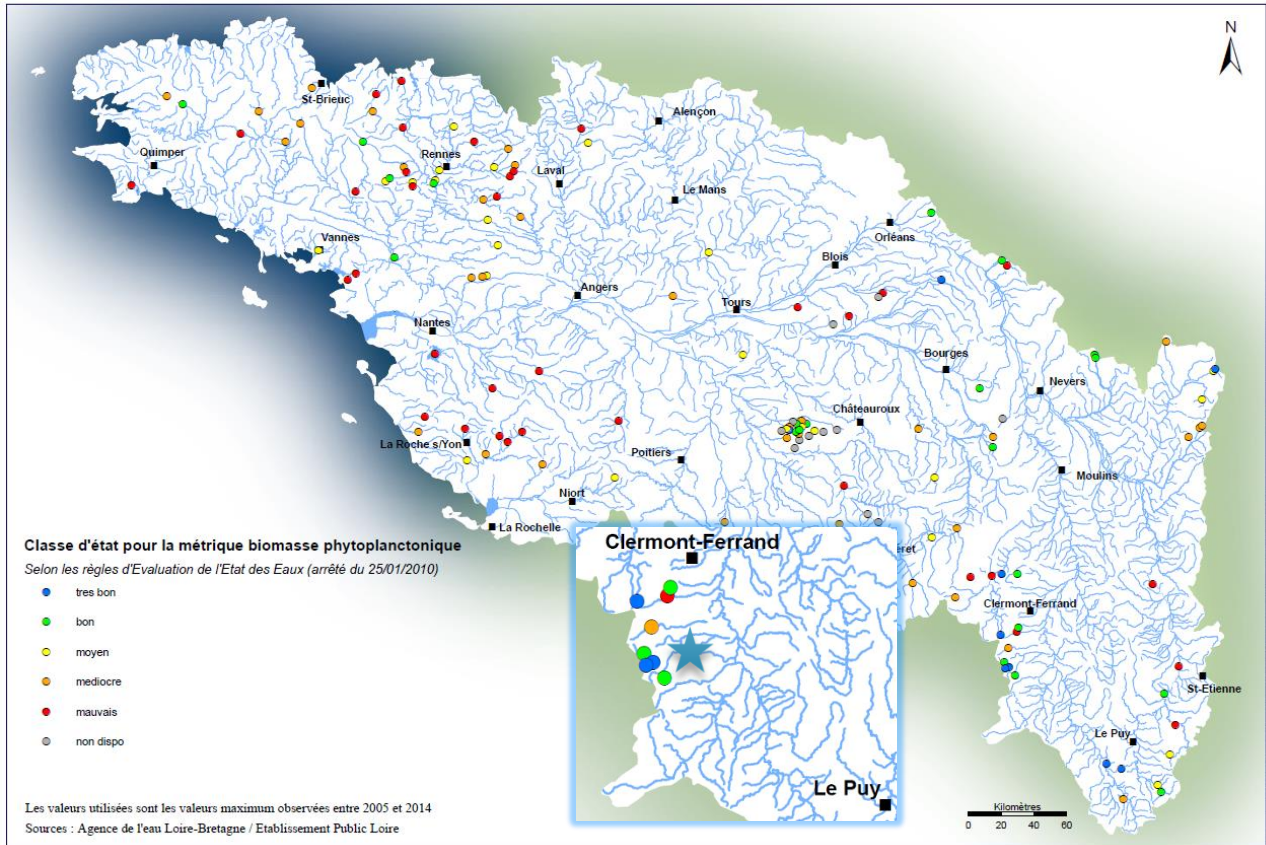 N
St-Brieuc
Alençon
Quimper
Rennes
Laval
Le Mans
Orléans
Vannes
Blois
Angers
Tours
Nantes
Bourges
Nevers
Châteauroux
La Roche s/Yon
Poitiers
Moulins
Niort
La Rochelle
Clermont-Ferrand
éret
Clermont-Ferrand
St-Etienne
Le Puy
Le Puy
Classe d'état pour la métrique biomasse phytoplanctonique
Selon les règles d'Evaluation de l'Etat des Eaux (arrêté du 25/01/2010)
tres bon
bon
moyen
mediocre
mauvais
non dispo
Les valeurs utilisées sont les valeurs maximum observées entre 2005 et 2014
Sources : Agence de l'eau Loire-Bretagne / Etablissement Public Loire
Kilomètres
0 20 40 60